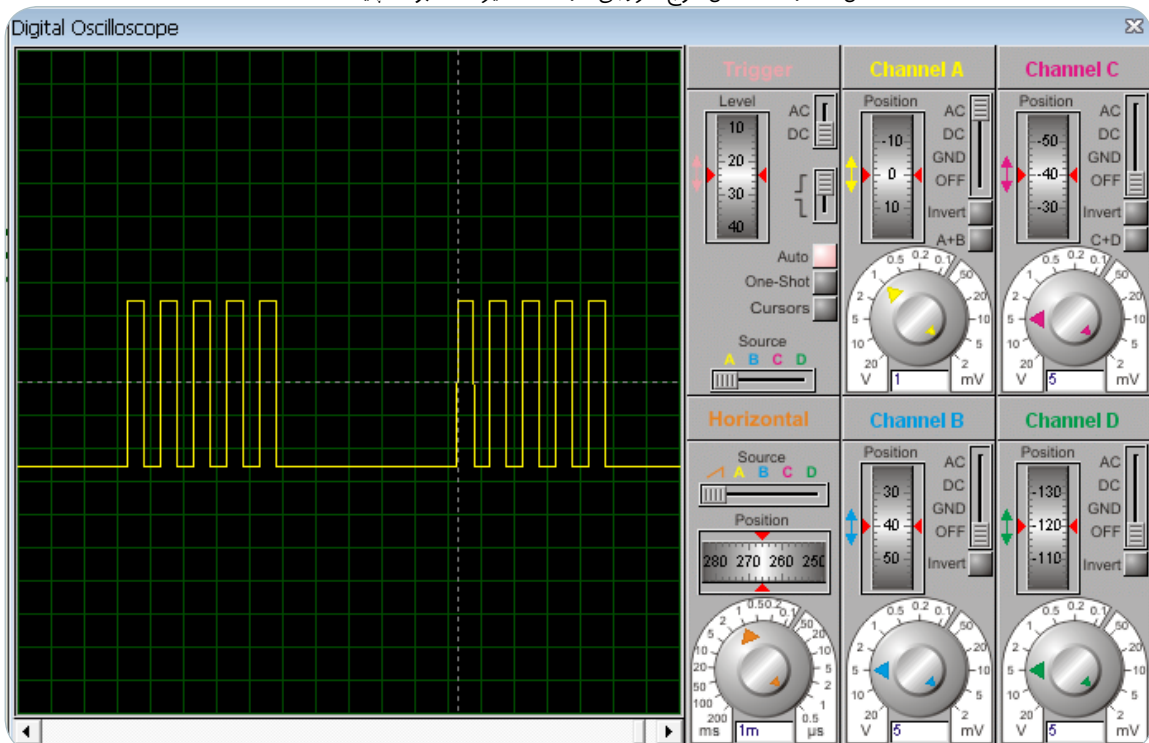 Digital Oscilloscope
Trigger
Level
10
20
30
40
AC
DC
Auto
One-Shot
Cursors
Source
A B C D
Channel A
Position
-10
0
10
AC
DC
GND
OFF
Invert
A+B
20 10 5 2 1 0.5 0.2 0.1 50 20 10 5 2
V
1
mV
Channel C
Position
-50
-40
-30
AC
DC
GND
OFF
Invert
C+D
20 10 5 2 1 0.5 0.2 0.1 50 20 10 5 2
V
5
mV
Horizontal
Source
A B C D
Position
280 270 260 250
200 100 50 20 10 5 2 1 0.5 0.2 0.1 50 20 10 5 2 1 0.5
ms
1m
µs
Channel B
Position
30
40
50
AC
DC
GND
OFF
Invert
20 10 5 2 1 0.5 0.2 0.1 50 20 10 5 2
V
5
mV
Channel D
Position
-130
-120
-110
AC
DC
GND
OFF
Invert
20 10 5 2 1 0.5 0.2 0.1 50 20 10 5 2
V
5
mV